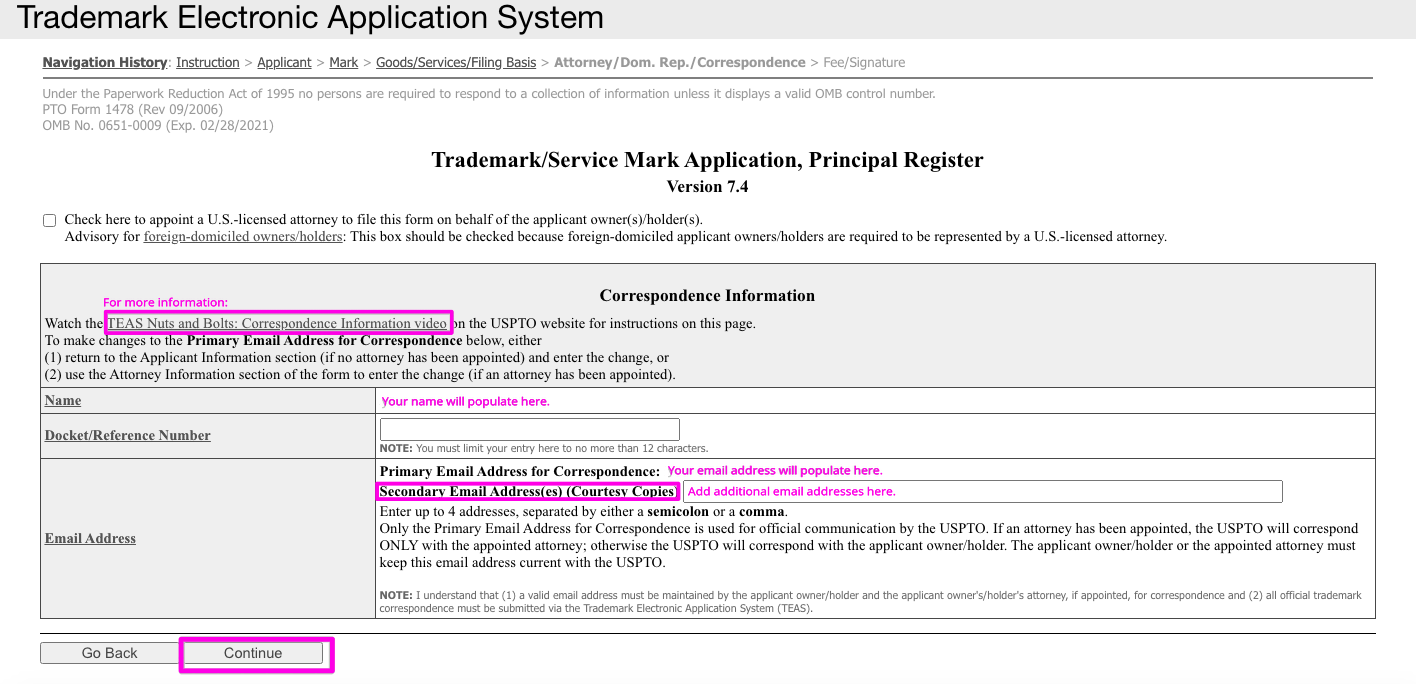 Trademark Electronic Application System
Navigation History: Instruction > Applicant > Mark > Goods/Services/Filing Basis > Attorney/Dom. Rep./Correspondence > Fee/Signature
Under the Paperwork Reduction Act of 1995 no persons are required to respond to a collection of information unless it displays a valid OMB control number.
PTO Form 1478 (Rev 09/2006)
OMB No. 0651-0009 (Exp. 02/28/2021)
Trademark/Service Mark Application, Principal Register
Version 7.4
Check here to appoint a U.S.-licensed attorney to file this form on behalf of the applicant owner(s)/holder(s).
Advisory for foreign-domiciled owners/holders: This box should be checked because foreign-domiciled applicant owners/holders are required to be represented by a U.S.-licensed attorney.
Correspondence Information
For more information:
Watch the TEAS Nuts and Bolts: Correspondence Information video on the USPTO website for instructions on this page.
To make changes to the Primary Email Address for Correspondence below, either
(1) return to the Applicant Information section (if no attorney has been appointed) and enter the change, or
(2) use the Attorney Information section of the form to enter the change (if an attorney has been appointed).
Name
Your name will populate here.
Docket/Reference Number
NOTE: You must limit your entry here to no more than 12 characters.
Email Address
Primary Email Address for Correspondence: Your email address will populate here.
Secondary Email Address(es) (Courtesy Copies) Add additional email addresses here.
Enter up to 4 addresses, separated by either a semicolon or a comma.
Only the Primary Email Address for Correspondence is used for official communication by the USPTO. If an attorney has been appointed, the USPTO will correspond
ONLY with the appointed attorney; otherwise the USPTO will correspond with the applicant owner/holder. The applicant owner/holder or the appointed attorney must
keep this email address current with the USPTO.
NOTE: I understand that (1) a valid email address must be maintained by the applicant owner/holder and the applicant owner's/holder's attorney, if appointed, for correspondence and (2) all official trademark
correspondence must be submitted via the Trademark Electronic Application System (TEAS).
Go Back
Continue